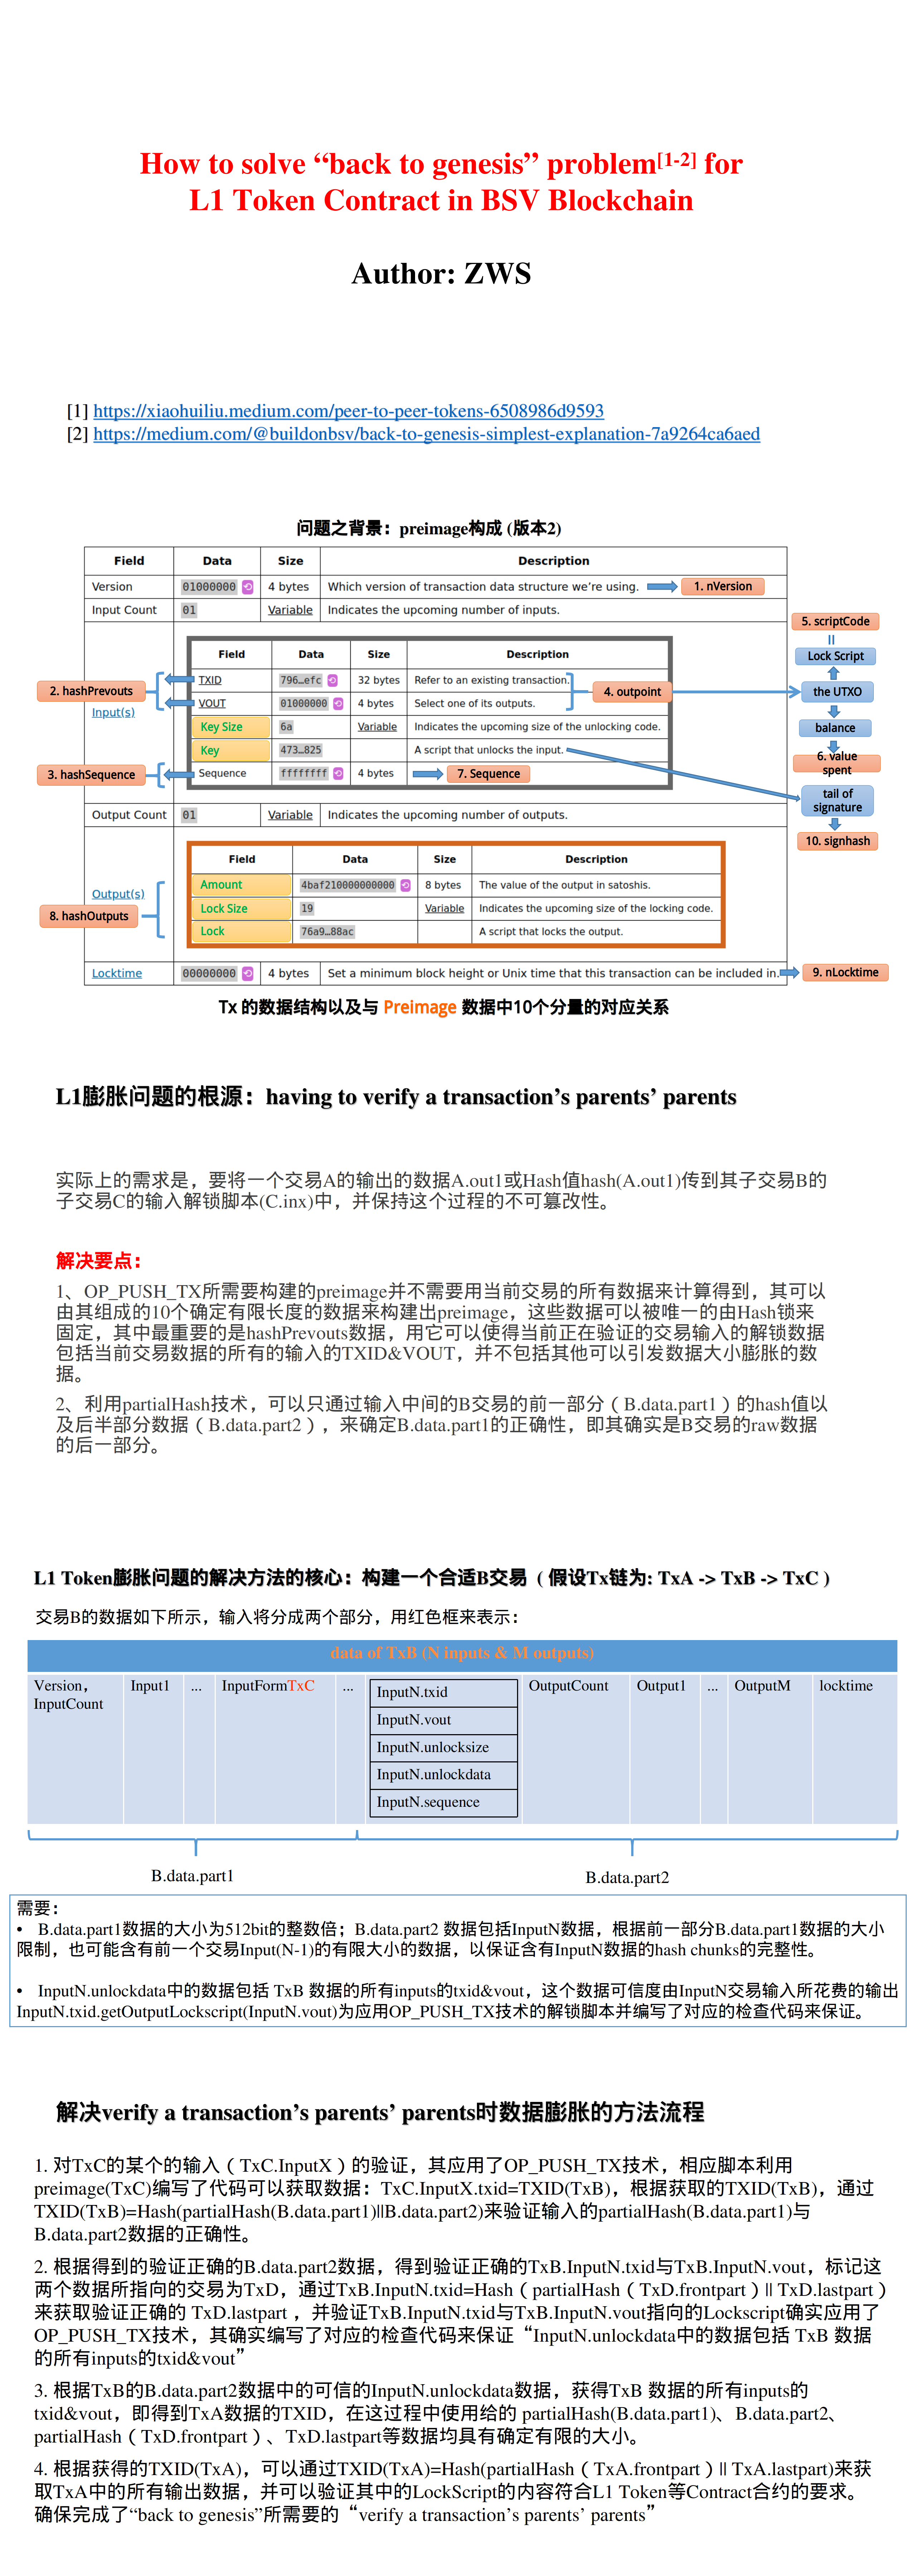 How to solve “back to genesis” problem[1-2] for
L1 Token Contract in BSV Blockchain
Author: ZWS
[1] https://xiaohuiliu.medium.com/peer-to-peer-tokens-6508986d9593
[2] https://medium.com/@buildonbsv/back-to-genesis-simplest-explanation-7a9264ca6aed
问题之背景：preimage构成 (版本2)
Field Data Size Description
Version 01000000 4 bytes Which version of transaction data structure we’re using. 1. nVersion
Input Count 01 Variable Indicates the upcoming number of inputs.
5. scriptCode
Lock Script
Field Data Size Description
TXID 796…efc 32 bytes Refer to an existing transaction.
2. hashPrevouts
4. outpoint
the UTXO
VOUT 01000000 4 bytes Select one of its outputs.
Input(s)
Key Size 6a Variable Indicates the upcoming size of the unlocking code.
balance
Key 473…825 A script that unlocks the input.
6. value
spent
3. hashSequence
Sequence ffffffff 4 bytes 7. Sequence
tail of
signature
Output Count 01 Variable Indicates the upcoming number of outputs.
10. signhash
Field Data Size Description
Amount 4baf210000000000 8 bytes The value of the output in satoshis.
Output(s)
Lock Size 19 Variable Indicates the upcoming size of the locking code.
8. hashOutputs
Lock 76a9…88ac A script that locks the output.
Locktime 00000000 4 bytes Set a minimum block height or Unix time that this transaction can be included in. 9. nLocktime
Tx 的数据结构以及与 Preimage 数据中10个分量的对应关系
L1膨胀问题的根源：having to verify a transaction’s parents’ parents
实际上的需求是，要将一个交易A的输出的数据A.out1或Hash值hash(A.out1)传到其子交易B的
子交易C的输入解锁脚本(C.inx)中，并保持这个过程的不可篡改性。
解决要点：
1、OP_PUSH_TX所需要构建的preimage并不需要用当前交易的所有数据来计算得到，其可以
由其组成的10个确定有限长度的数据来构建出preimage，这些数据可以被唯一的由Hash锁来
固定，其中最重要的是hashPrevouts数据，用它可以使得当前正在验证的交易输入的解锁数据
包括当前交易数据的所有的输入的TXID&VOUT，并不包括其他可以引发数据大小膨胀的数
据。
2、利用partialHash技术，可以只通过输入中间的B交易的前一部分（B.data.part1）的hash值以
及后半部分数据（B.data.part2），来确定B.data.part1的正确性，即其确实是B交易的raw数据
的后一部分。
L1 Token膨胀问题的解决方法的核心：构建一个合适B交易（假设Tx链为: TxA -> TxB -> TxC )
交易B的数据如下所示，输入将分成两个部分，用红色框来表示：
data of TxB (N inputs & M outputs)
Version， Input1 ... InputFormTxC ... InputN.txid OutputCount Output1 ... OutputM locktime
InputCount
InputN.vout
InputN.unlocksize
InputN.unlockdata
InputN.sequence
B.data.part1 B.data.part2
需要：
• B.data.part1数据的大小为512bit的整数倍；B.data.part2 数据包括InputN数据，根据前一部分B.data.part1数据的大小
限制，也可能含有前一个交易Input(N-1)的有限大小的数据，以保证含有InputN数据的hash chunks的完整性。
• InputN.unlockdata中的数据包括 TxB 数据的所有inputs的txid&vout，这个数据可信度由InputN交易输入所花费的输出
InputN.txid.getOutputLockscript(InputN.vout)为应用OP_PUSH_TX技术的解锁脚本并编写了对应的检查代码来保证。
解决verify a transaction’s parents’ parents时数据膨胀的方法流程
1. 对TxC的某个的输入（TxC.InputX）的验证，其应用了OP_PUSH_TX技术，相应脚本利用
preimage(TxC)编写了代码可以获取数据：TxC.InputX.txid=TXID(TxB)，根据获取的TXID(TxB)，通过
TXID(TxB)=Hash(partialHash(B.data.part1)||B.data.part2)来验证输入的partialHash(B.data.part1)与
B.data.part2数据的正确性。
2. 根据得到的验证正确的B.data.part2数据，得到验证正确的TxB.InputN.txid与TxB.InputN.vout，标记这
两个数据所指向的交易为TxD，通过TxB.InputN.txid=Hash（partialHash（TxD.frontpart）|| TxD.lastpart）
来获取验证正确的 TxD.lastpart ，并验证TxB.InputN.txid与TxB.InputN.vout指向的Lockscript确实应用了
OP_PUSH_TX技术，其确实编写了对应的检查代码来保证“InputN.unlockdata中的数据包括 TxB 数据
的所有inputs的txid&vout”
3. 根据TxB的B.data.part2数据中的可信的InputN.unlockdata数据，获得TxB 数据的所有inputs的
txid&vout，即得到TxA数据的TXID，在这过程中使用给的 partialHash(B.data.part1)、B.data.part2、
partialHash（TxD.frontpart）、TxD.lastpart等数据均具有确定有限的大小。
4. 根据获得的TXID(TxA)，可以通过TXID(TxA)=Hash(partialHash（TxA.frontpart）|| TxA.lastpart)来获
取TxA中的所有输出数据，并可以验证其中的LockScript的内容符合L1 Token等Contract合约的要求。
确保完成了“back to genesis”所需要的“verify a transaction’s parents’ parents”